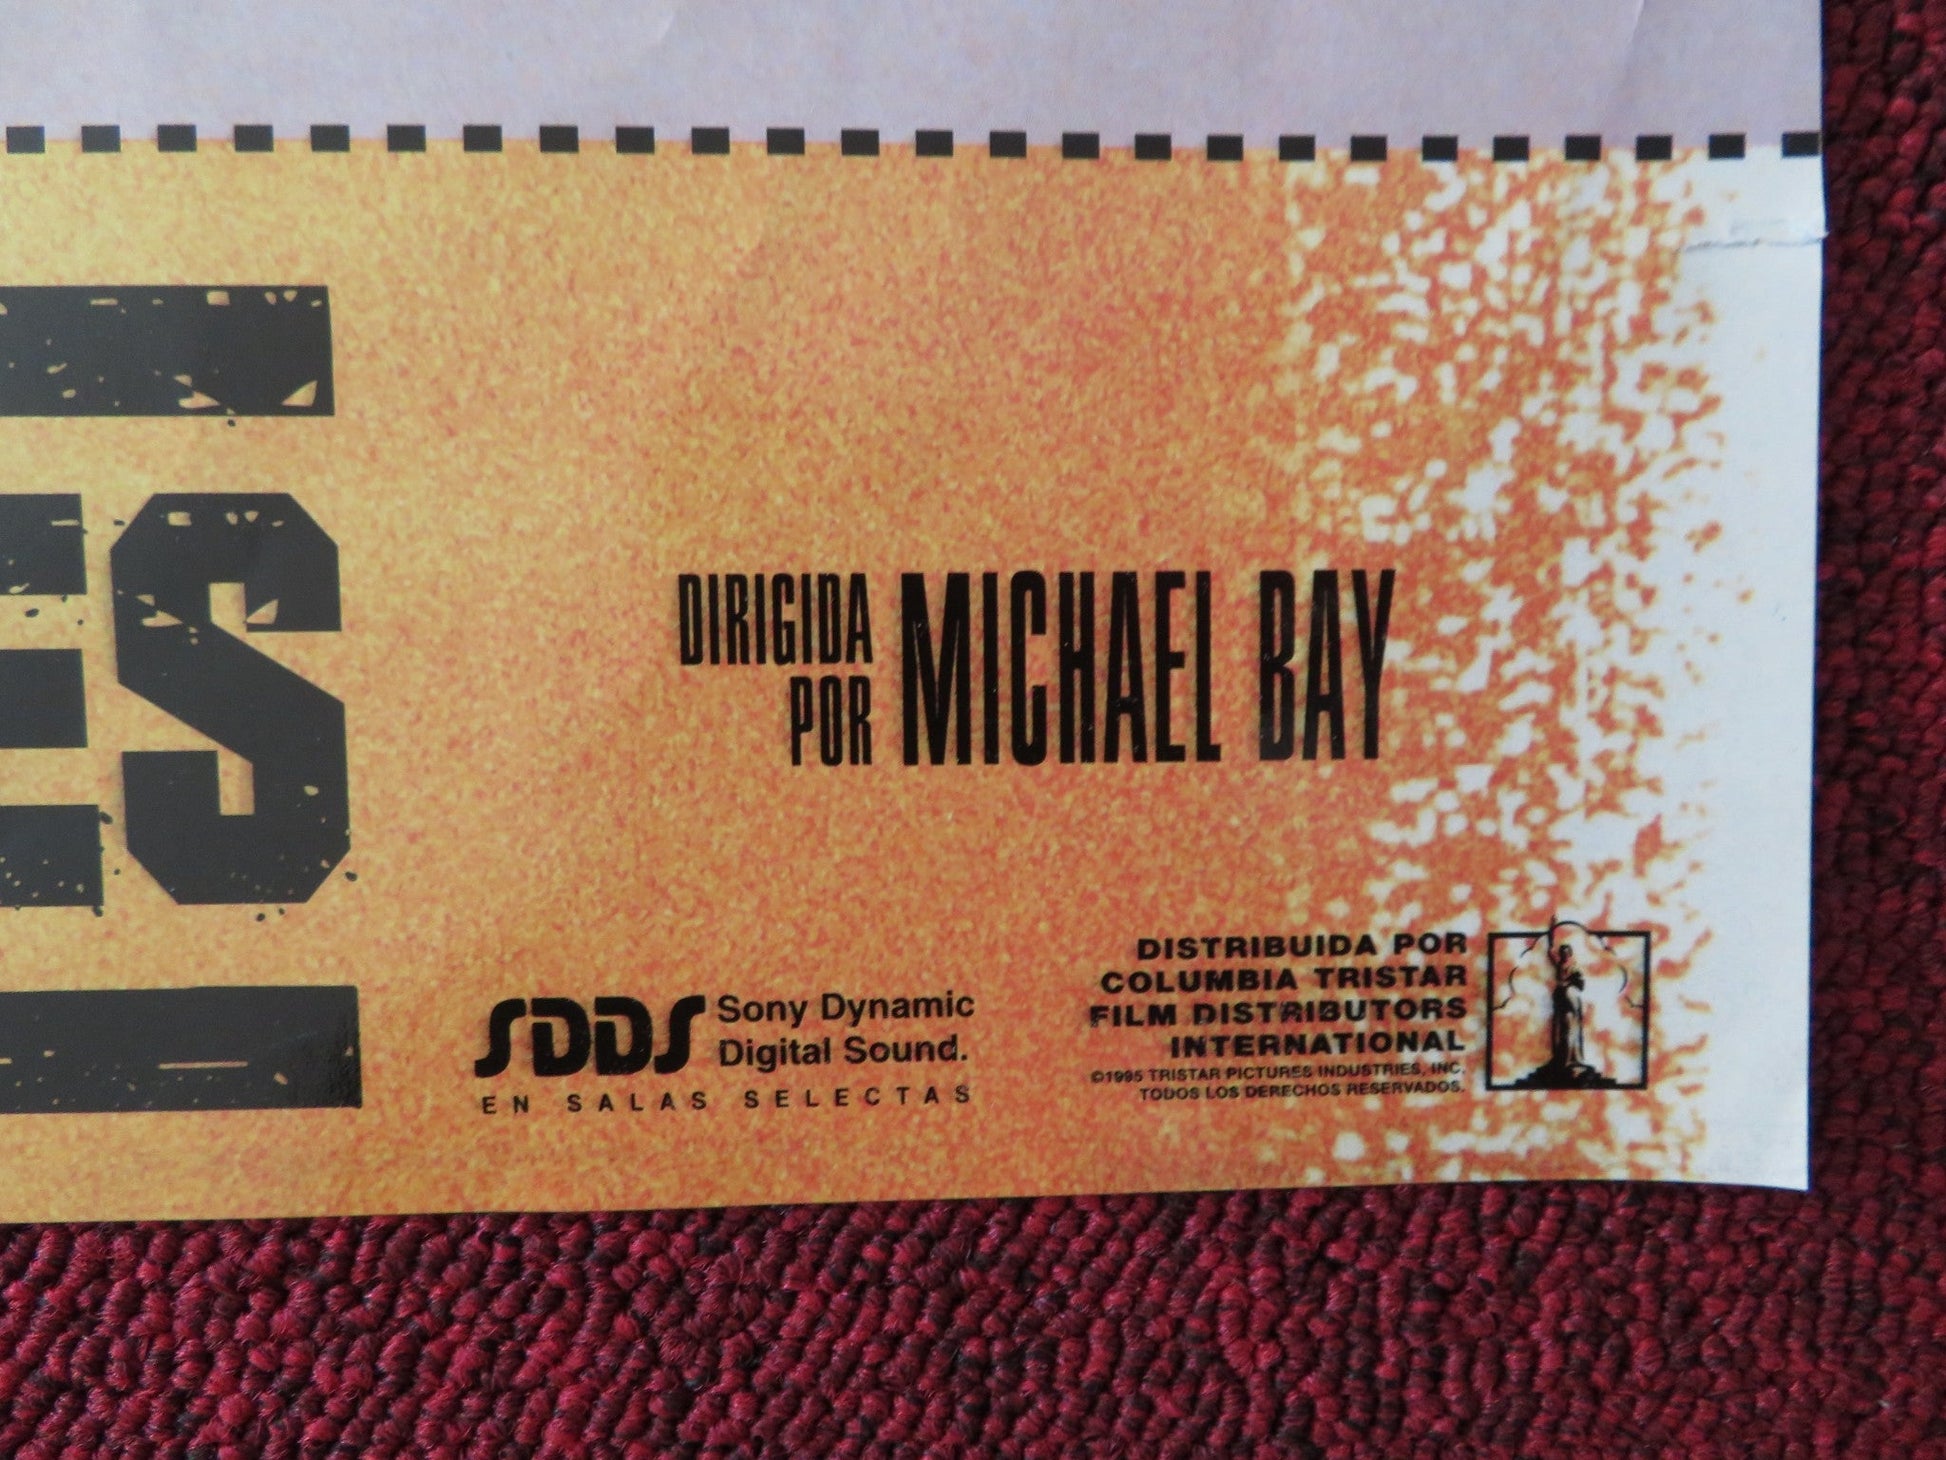 ES
DIRIGIDA
POR MICHAEL BAY
SDDS Sony Dynamic
Digital Sound.
EN SALAS SELECTAS
DISTRIBUIDA POR
COLUMBIA TRISTAR
FILM DISTRIBUTORS
INTERNATIONAL
©1995 TRISTAR PICTURES INDUSTRIES, INC.
TODOS LOS DERECHOS RESERVADOS.